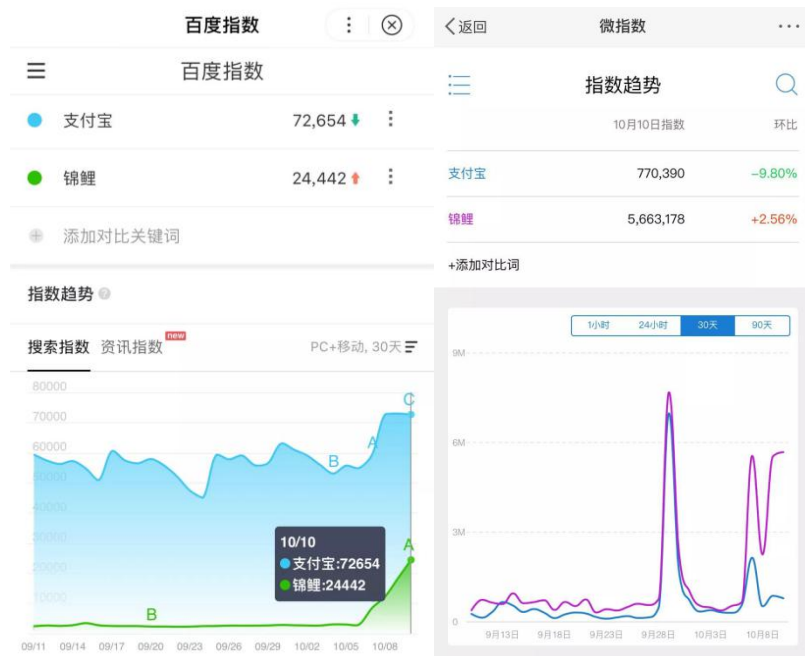 百度指数
百度指数
支付宝 72,654
锦鲤 24,442
添加对比关键词
指数趋势
搜索指数 资讯指数 new PC+移动, 30天
80000
70000
60000
50000
40000
30000
20000
10000
C
A
B
A
B
10/10
支付宝:72654
锦鲤:24442
09/11 09/14 09/17 09/20 09/23 09/26 09/29 10/02 10/05 10/08
返回 微指数
指数趋势
10月10日指数 环比
支付宝 770,390 -9.80%
锦鲤 5,663,178 +2.56%
+添加对比词
1小时 24小时 30天 90天
9M
6M
3M
0
9月13日 9月18日 9月23日 9月28日 10月3日 10月8日